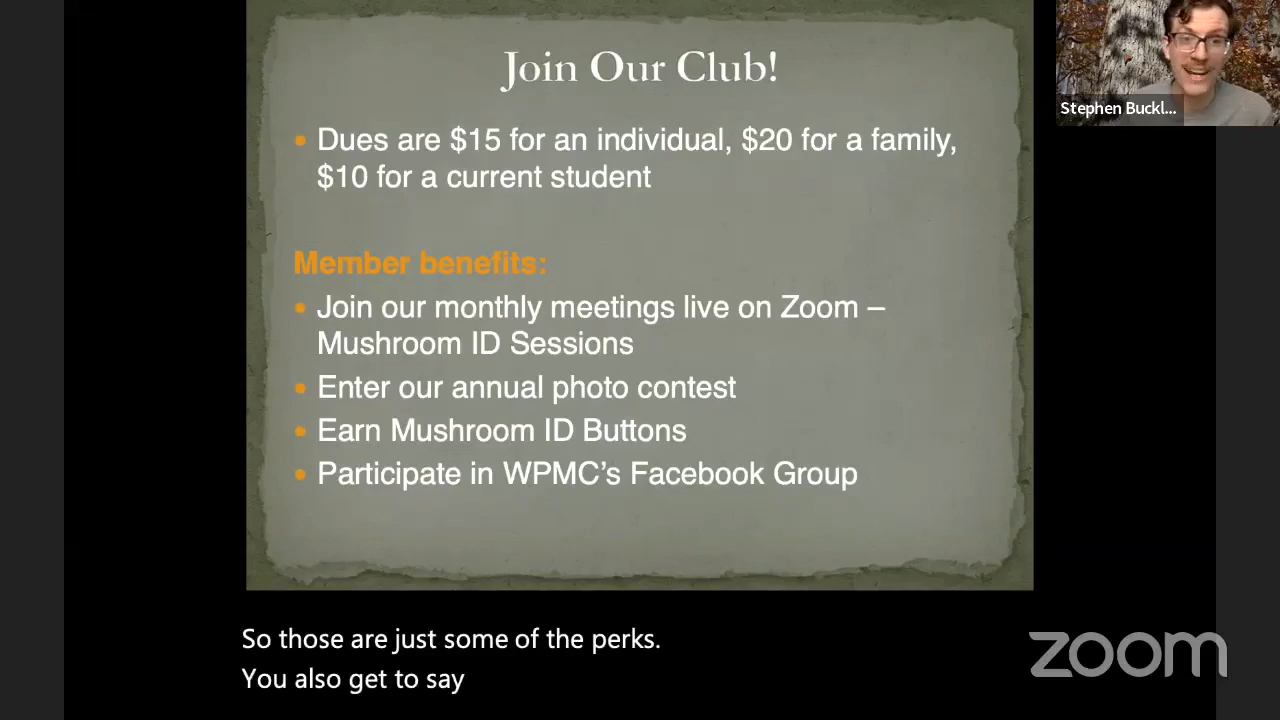 Join Our Club!
Stephen Buckl...
• Dues are $15 for an individual, $20 for a family,
$10 for a current student
Member benefits:
• Join our monthly meetings live on Zoom –
Mushroom ID Sessions
• Enter our annual photo contest
• Earn Mushroom ID Buttons
• Participate in WPMC’s Facebook Group
So those are just some of the perks.
You also get to say
zoom